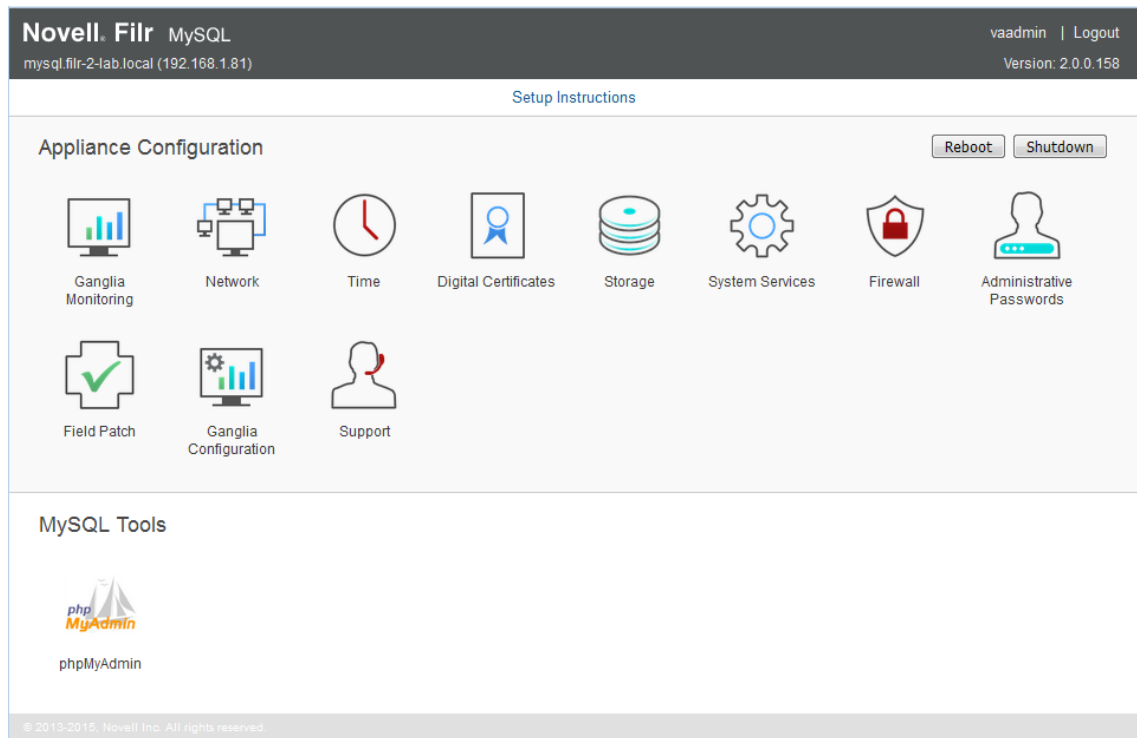 Novell® Filr MySQL
vaadmin | Logout
mysql.filr-2-lab.local (192.168.1.81)
Version: 2.0.0.158
Setup Instructions
Appliance Configuration
Reboot
Shutdown
Ganglia
Monitoring
Network
Time
Digital Certificates
Storage
System Services
Firewall
Administrative
Passwords
Field Patch
Ganglia
Configuration
Support
MySQL Tools
php
MyAdmin
phpMyAdmin
© 2013-2015, Novell Inc. All rights reserved.